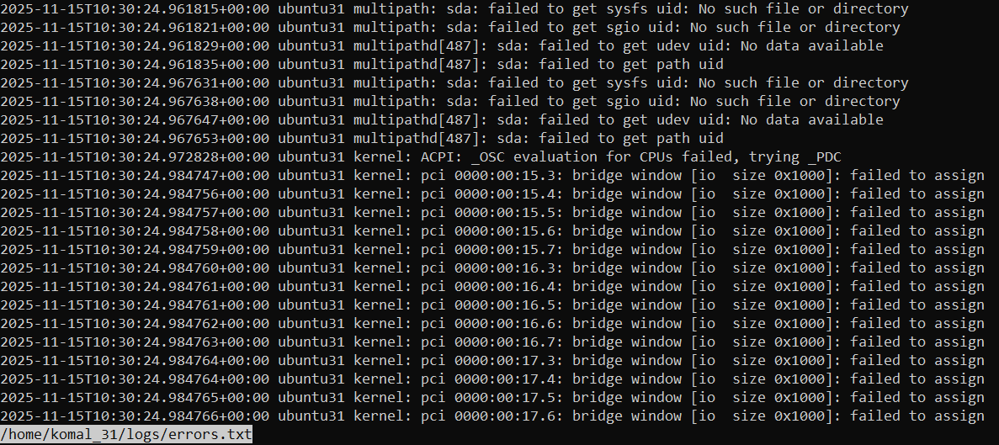 2025-11-15T10:30:24.961815+00:00 ubuntu31 multipath: sda: failed to get sysfs uid: No such file or directory
2025-11-15T10:30:24.961821+00:00 ubuntu31 multipath: sda: failed to get sgio uid: No such file or directory
2025-11-15T10:30:24.961829+00:00 ubuntu31 multipathd[487]: sda: failed to get udev uid: No data available
2025-11-15T10:30:24.961835+00:00 ubuntu31 multipathd[487]: sda: failed to get path uid
2025-11-15T10:30:24.967631+00:00 ubuntu31 multipath: sda: failed to get sysfs uid: No such file or directory
2025-11-15T10:30:24.967638+00:00 ubuntu31 multipath: sda: failed to get sgio uid: No such file or directory
2025-11-15T10:30:24.967647+00:00 ubuntu31 multipathd[487]: sda: failed to get udev uid: No data available
2025-11-15T10:30:24.967653+00:00 ubuntu31 multipathd[487]: sda: failed to get path uid
2025-11-15T10:30:24.972828+00:00 ubuntu31 kernel: ACPI: _OSC evaluation for CPUs failed, trying _PDC
2025-11-15T10:30:24.984747+00:00 ubuntu31 kernel: pci 0000:00:15.3: bridge window [io  size 0x1000]: failed to assign
2025-11-15T10:30:24.984756+00:00 ubuntu31 kernel: pci 0000:00:15.4: bridge window [io  size 0x1000]: failed to assign
2025-11-15T10:30:24.984757+00:00 ubuntu31 kernel: pci 0000:00:15.5: bridge window [io  size 0x1000]: failed to assign
2025-11-15T10:30:24.984758+00:00 ubuntu31 kernel: pci 0000:00:15.6: bridge window [io  size 0x1000]: failed to assign
2025-11-15T10:30:24.984759+00:00 ubuntu31 kernel: pci 0000:00:15.7: bridge window [io  size 0x1000]: failed to assign
2025-11-15T10:30:24.984760+00:00 ubuntu31 kernel: pci 0000:00:16.3: bridge window [io  size 0x1000]: failed to assign
2025-11-15T10:30:24.984761+00:00 ubuntu31 kernel: pci 0000:00:16.4: bridge window [io  size 0x1000]: failed to assign
2025-11-15T10:30:24.984761+00:00 ubuntu31 kernel: pci 0000:00:16.5: bridge window [io  size 0x1000]: failed to assign
2025-11-15T10:30:24.984762+00:00 ubuntu31 kernel: pci 0000:00:16.6: bridge window [io  size 0x1000]: failed to assign
2025-11-15T10:30:24.984763+00:00 ubuntu31 kernel: pci 0000:00:16.7: bridge window [io  size 0x1000]: failed to assign
2025-11-15T10:30:24.984764+00:00 ubuntu31 kernel: pci 0000:00:17.3: bridge window [io  size 0x1000]: failed to assign
2025-11-15T10:30:24.984764+00:00 ubuntu31 kernel: pci 0000:00:17.4: bridge window [io  size 0x1000]: failed to assign
2025-11-15T10:30:24.984765+00:00 ubuntu31 kernel: pci 0000:00:17.5: bridge window [io  size 0x1000]: failed to assign
2025-11-15T10:30:24.984766+00:00 ubuntu31 kernel: pci 0000:00:17.6: bridge window [io  size 0x1000]: failed to assign
/home/komal_31/logs/errors.txt